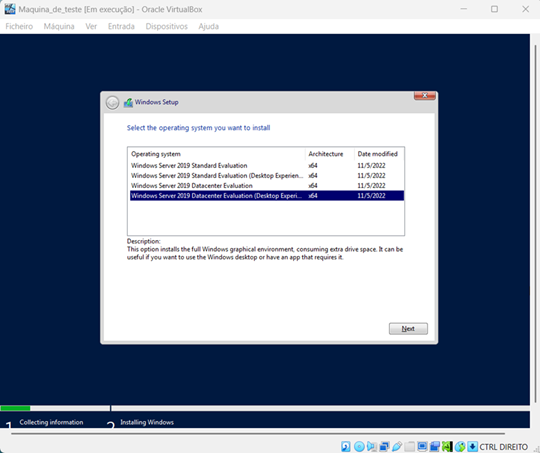 Maquina_de_teste [Em execução] - Oracle VirtualBox
Ficheiro Máquina Ver Entrada Dispositivos Ajuda
Windows Setup
Select the operating system you want to install
Operating system Architecture Date modified
Windows Server 2019 Standard Evaluation x64 11/5/2022
Windows Server 2019 Standard Evaluation (Desktop Experien... x64 11/5/2022
Windows Server 2019 Datacenter Evaluation x64 11/5/2022
Windows Server 2019 Datacenter Evaluation (Desktop Experi... x64 11/5/2022
Description:
This option installs the full Windows graphical environment, consuming extra drive space. It can be
useful if you want to use the Windows desktop or have an app that requires it.
Next
1 Collecting information 2 Installing Windows
CTRL DIREITO